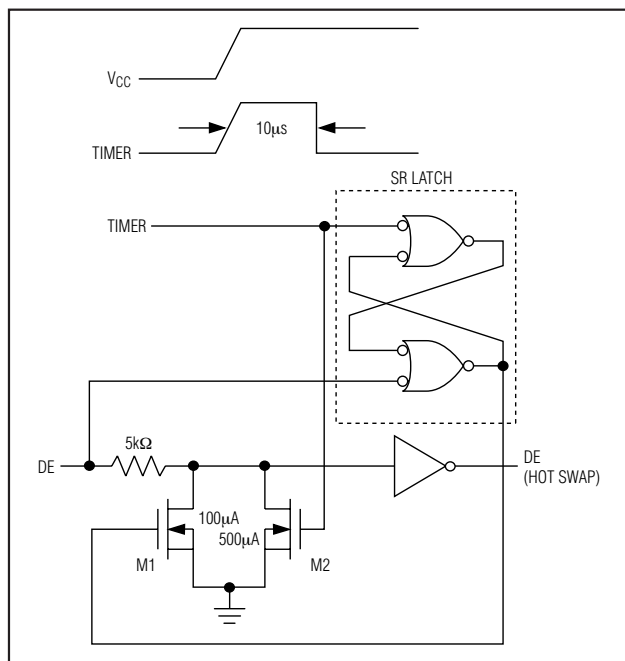 VCC
10µs
TIMER
SR LATCH
TIMER
5kΩ
DE
DE
(HOT SWAP)
100µA
500µA
M1
M2